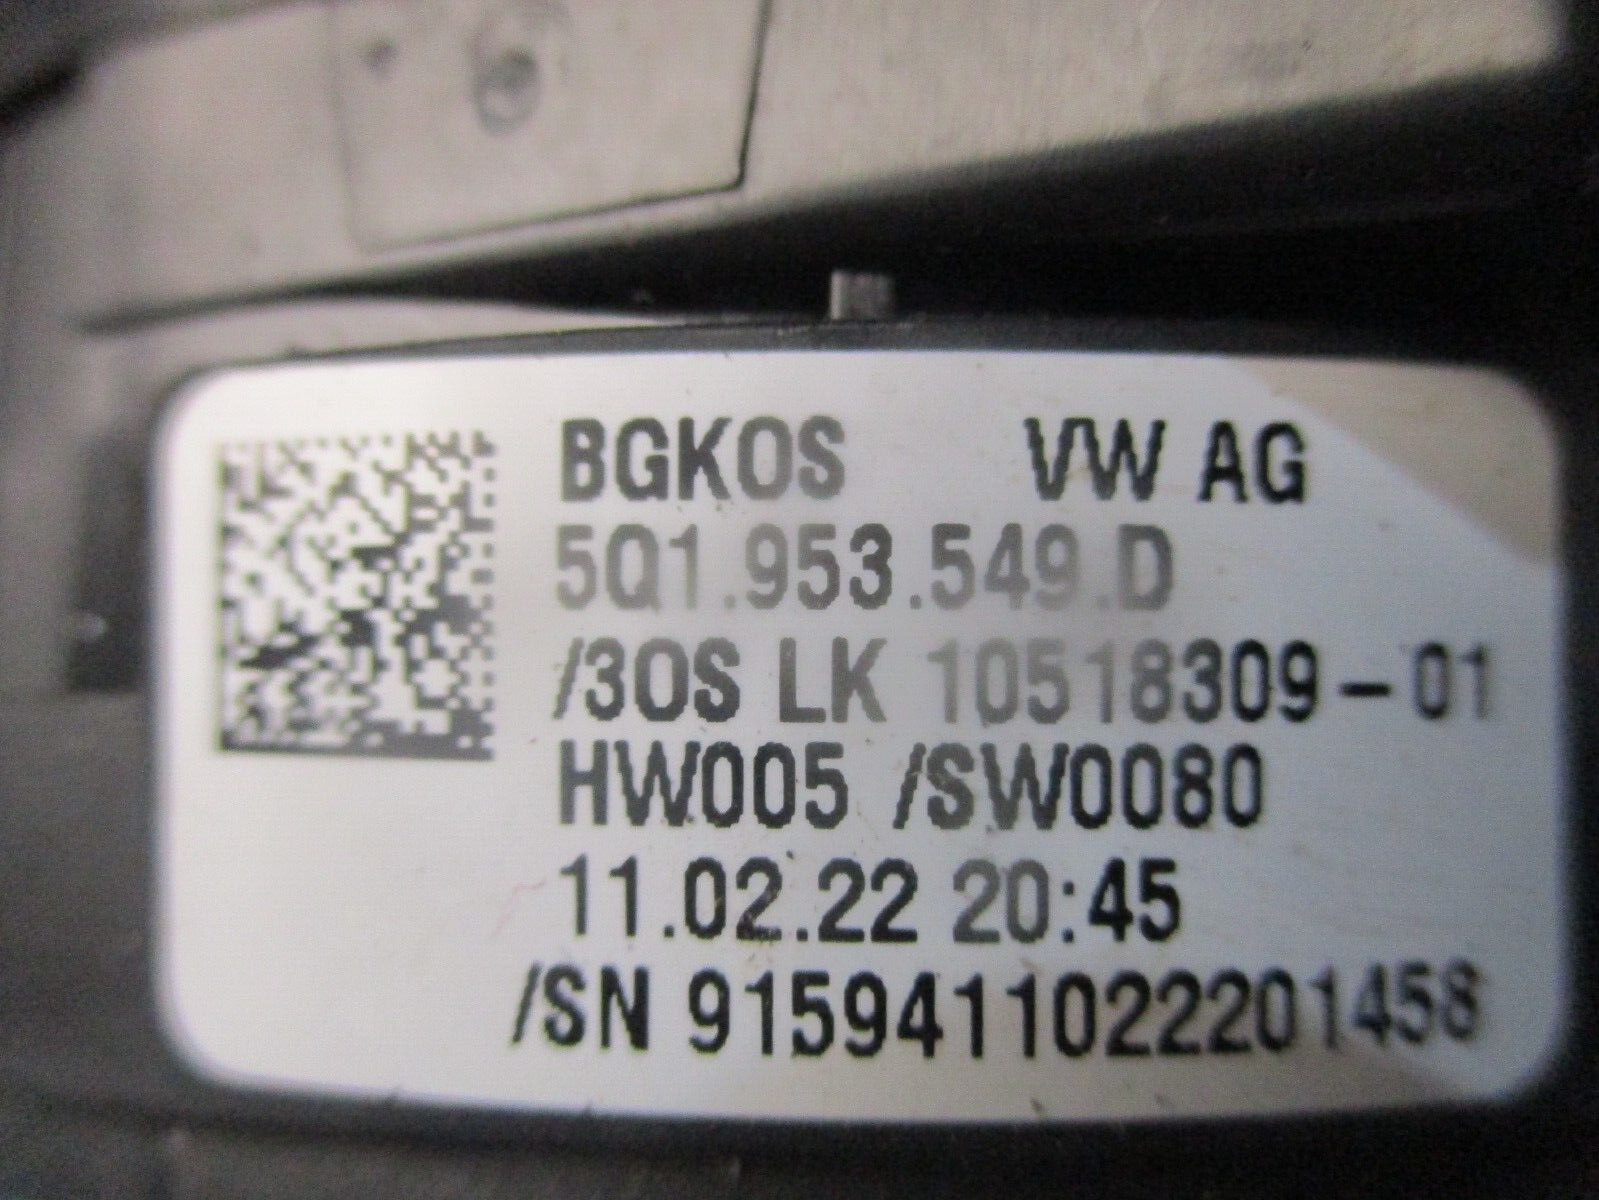 BGKOS VW AG
5Q1.953.549.D
/3OS LK 10518309-01
HW005 /SW0080
11.02.22 20:45
/SN 9159411022201458